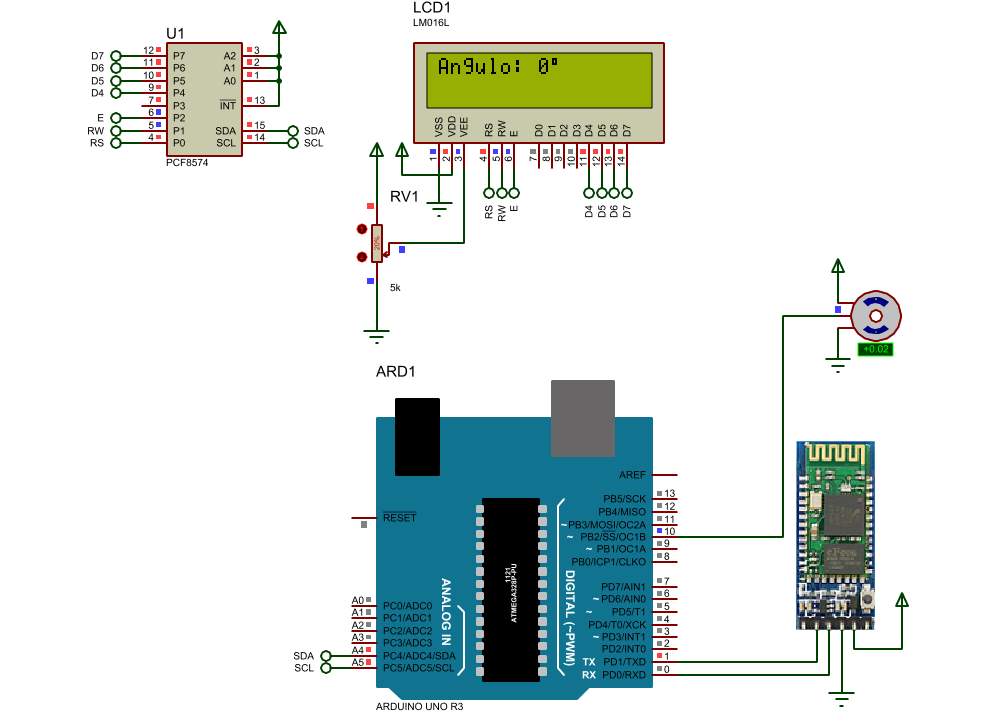 LCD1
LM016L
U1
D7 12 P7 A2 3
D6 11 P6 A1 2
D5 10 P5 A0 1
D4 9 P4
7 P3 INT 13
E 6 P2
RW 5 P1 SDA 15 SDA
RS 4 P0 SCL 14 SCL
PCF8574
Angulo: 0°
VSS VDD VEE RS RW E D0 D1 D2 D3 D4 D5 D6 D7
1 2 3 4 5 6 7 8 9 10 11 12 13 14
RS RW E D4 D5 D6 D7
RV1
20%
5k
+0.02
ARD1
AREF
PB5/SCK 13
PB4/MISO 12
~PB3/MOSI/OC2A 11
~ PB2/SS/OC1B 10
~ PB1/OC1A 9
PB0/ICP1/CLKO 8
RESET
1121
ATMEGA328P-PU
ANALOG IN
DIGITAL (~PWM)
PD7/AIN1 7
~ PD6/AIN0 6
~ PD5/T1 5
PD4/T0/XCK 4
~ PD3/INT1 3
PD2/INT0 2
TX PD1/TXD 1
RX PD0/RXD 0
A0 PC0/ADC0
A1 PC1/ADC1
A2 PC2/ADC2
A3 PC3/ADC3
SDA A4 PC4/ADC4/SDA
SCL A5 PC5/ADC5/SCL
ARDUINO UNO R3